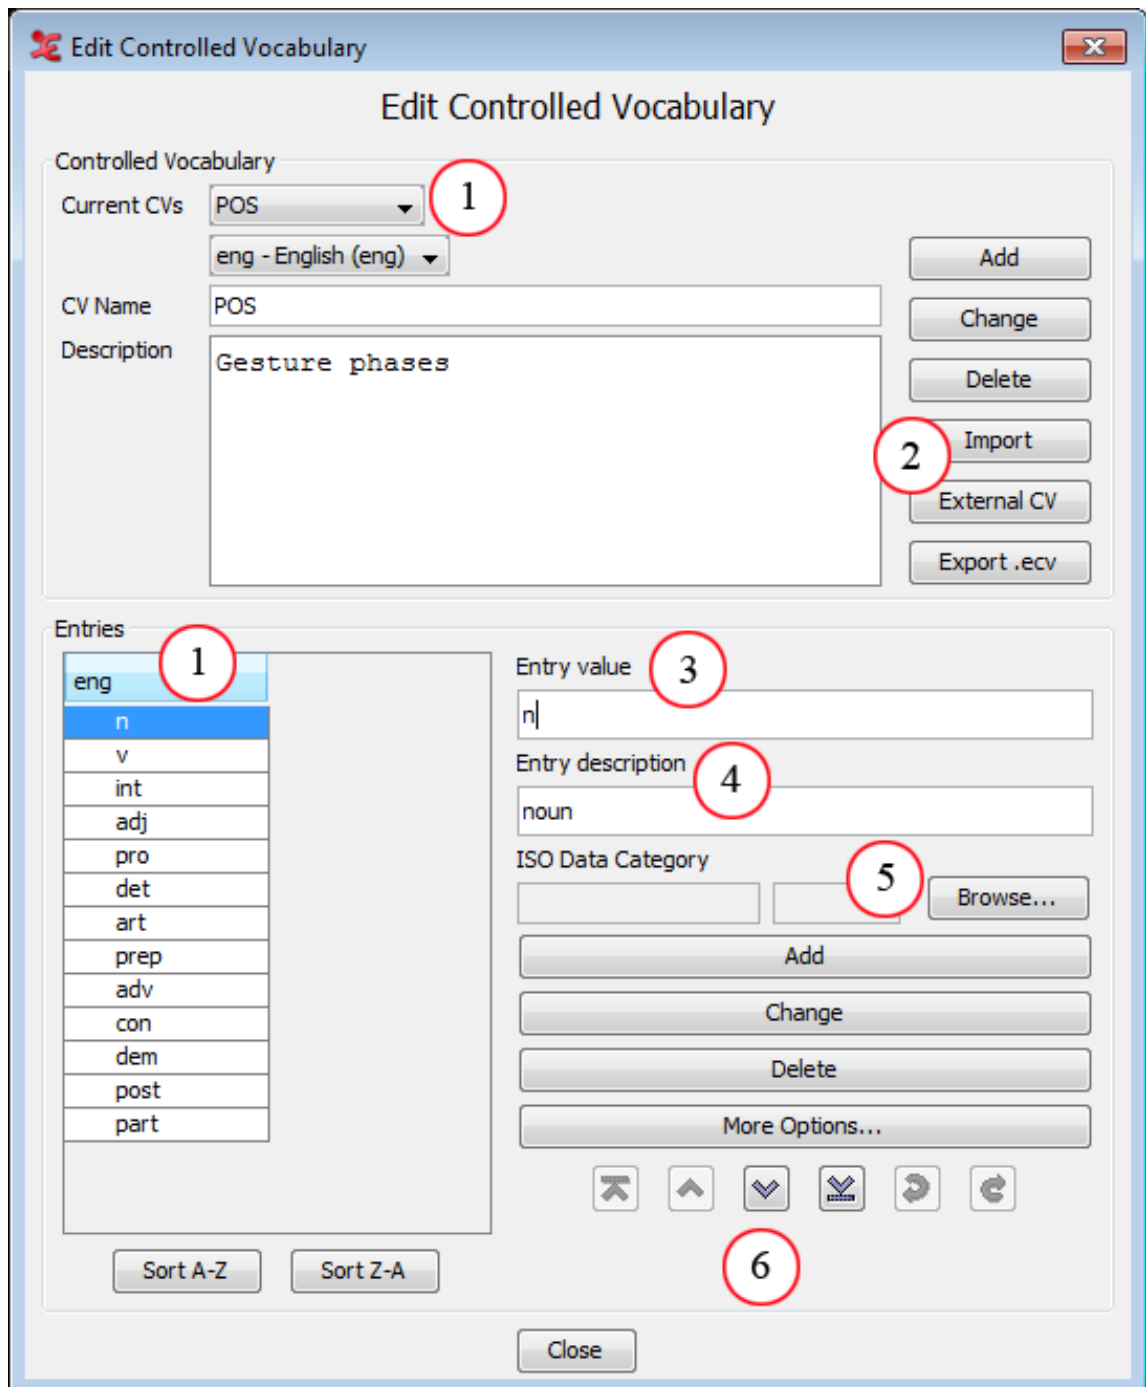 Edit Controlled Vocabulary
Edit Controlled Vocabulary
Controlled Vocabulary
Current CVs POS 1
eng - English (eng)
Add
CV Name POS
Change
Description Gesture phases
Delete
Import
2
External CV
Export .ecv
Entries
1
eng
n
v
int
adj
pro
det
art
prep
adv
con
dem
post
part
Sort A-Z Sort Z-A
Entry value 3
n
Entry description 4
noun
ISO Data Category
5 Browse...
Add
Change
Delete
More Options...
6
Close